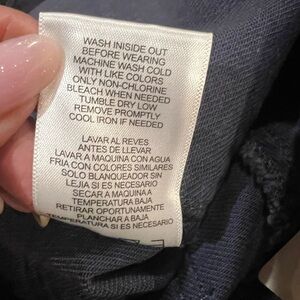 WASH INISIDE OUT
BEFORE WEARING
MACHINE WASH COLD
WITH LIKE COLORS
ONLY NON-CHLORINE
BLEACH WHEN NEEDED
TUMBLE DRY LOW
REMOVE PROMPTLY
COOL IRON IF NEEDED
LAVAR AL REVES
ANTES DE LLEVAR
LAVAR A MAQUINA CON AGUA
FRIA CON COLORES SIMILARES
SOLO BLANQUEADOR SIN
LEJIA SI ES NECESARIO
SECAR A MAQUINA A
TEMPERATURA BAJA
RETIRAR OPORTUNAMENTE
PLANCHAR A BAJA
TEMPERATURA SI ES NECESARIO